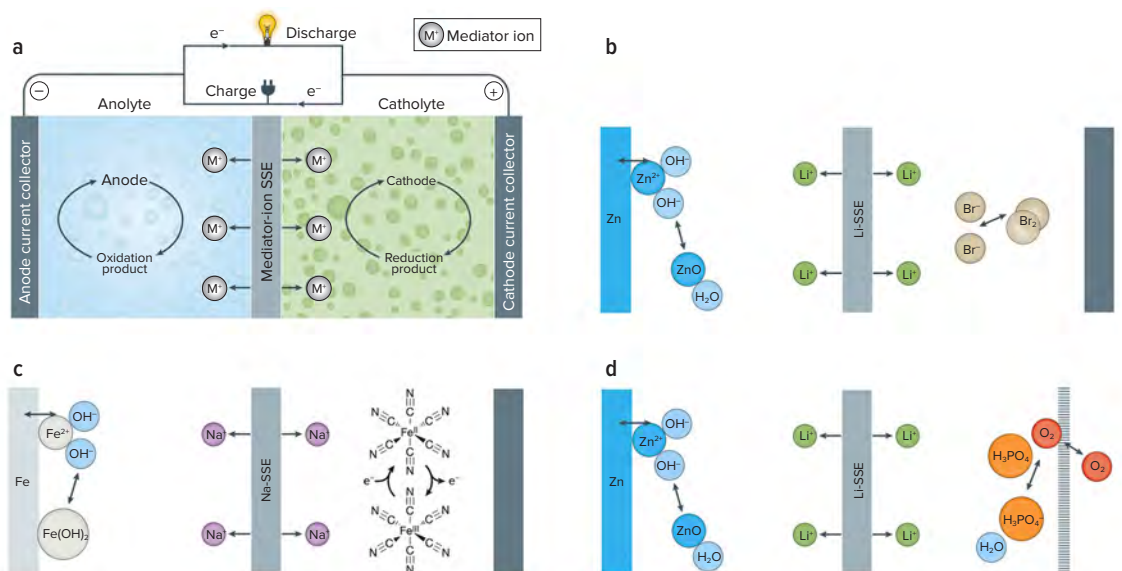 a
e⁻
Discharge
M⁺ Mediator ion
Charge
e⁻
−
Anolyte
Catholyte
+
Anode current collector
Anode
Oxidation
product
M⁺
M⁺
M⁺
Mediator-ion SSE
M⁺
M⁺
M⁺
Cathode
Reduction
product
Cathode current collector
b
Zn
Zn²⁺
OH⁻
OH⁻
ZnO
H₂O
Li⁺
Li⁺
Li-SSE
Li⁺
Li⁺
Br⁻
Br⁻
Br₂
c
Fe
Fe²⁺
OH⁻
OH⁻
Fe(OH)₂
Na⁺
Na⁺
Na-SSE
Na⁺
Na⁺
N
C
N≡C
C≡N
Feᴵᴵ
N≡C
C≡N
C
N
e⁻
e⁻
N
C
N≡C
C≡N
Feᴵᴵᴵ
N≡C
C≡N
C
N
d
Zn
Zn²⁺
OH⁻
OH⁻
ZnO
H₂O
Li⁺
Li⁺
Li-SSE
Li⁺
Li⁺
O₂
O₂
H₃PO₄
H₃PO₄⁻
H₂O